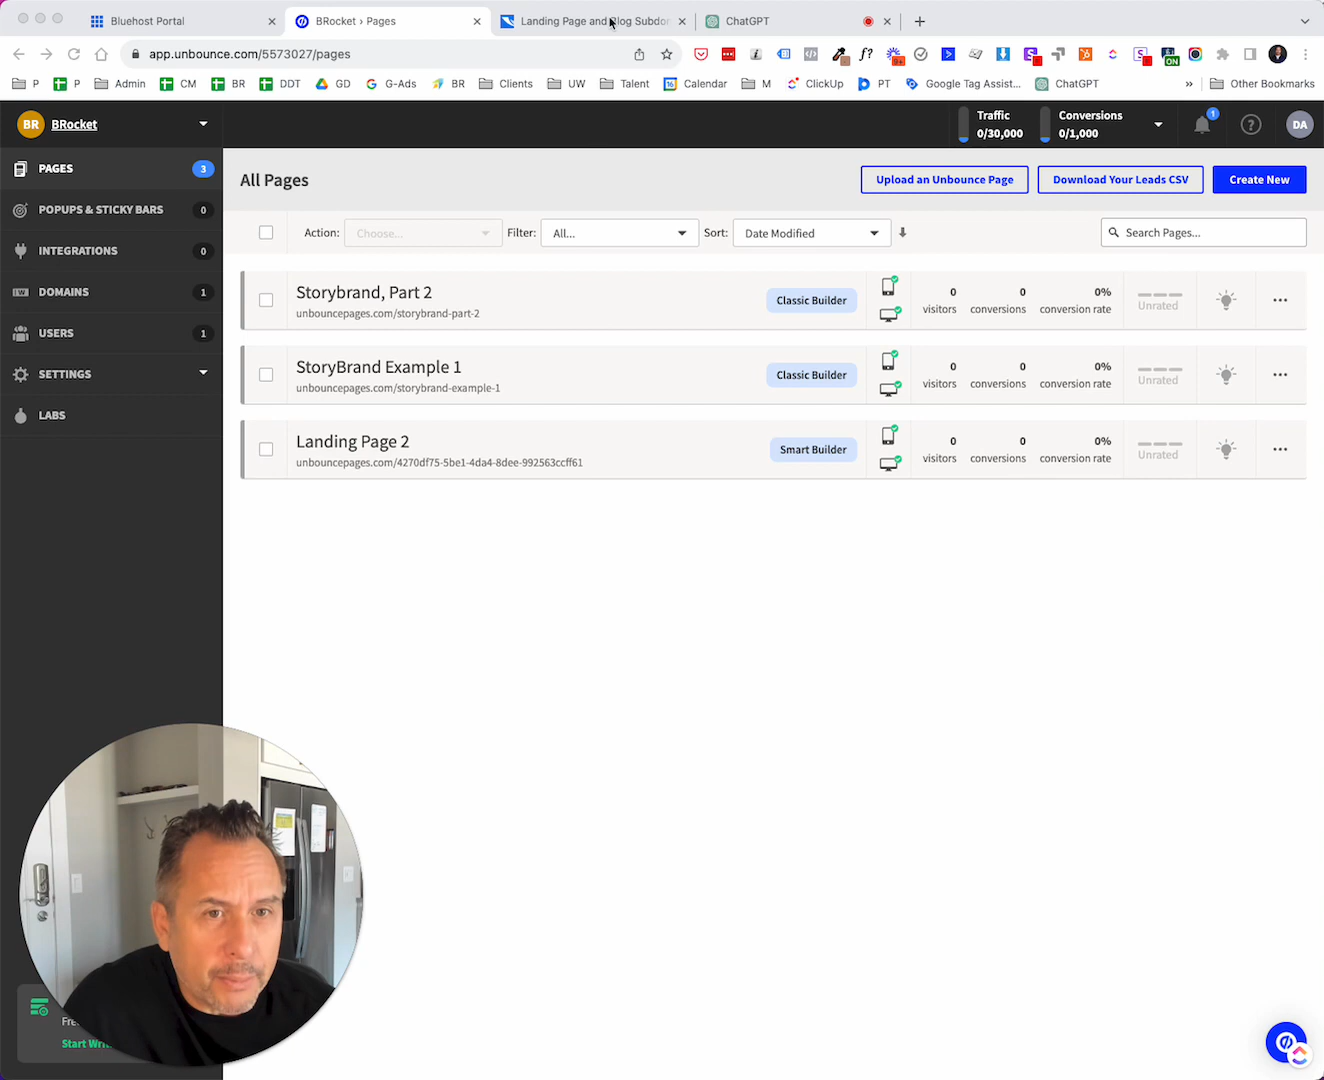 Bluehost Portal
BRocket › Pages
Landing Page and Blog Subdo
ChatGPT
app.unbounce.com/5573027/pages
P
P
Admin
CM
BR
DDT
GD
G-Ads
BR
Clients
UW
Talent
Calendar
M
ClickUp
PT
Google Tag Assist...
ChatGPT
»
Other Bookmarks
BR
BRocket
Traffic
0/30,000
Conversions
0/1,000
1
DA
PAGES
3
POPUPS & STICKY BARS
0
INTEGRATIONS
0
DOMAINS
1
USERS
1
SETTINGS
LABS
All Pages
Upload an Unbounce Page
Download Your Leads CSV
Create New
Action:
Choose...
Filter:
All...
Sort:
Date Modified
Search Pages...
Storybrand, Part 2
unbouncepages.com/storybrand-part-2
Classic Builder
0
visitors
0
conversions
0%
conversion rate
Unrated
StoryBrand Example 1
unbouncepages.com/storybrand-example-1
Classic Builder
0
visitors
0
conversions
0%
conversion rate
Unrated
Landing Page 2
unbouncepages.com/4270df75-5be1-4da4-8dee-992563ccff61
Smart Builder
0
visitors
0
conversions
0%
conversion rate
Unrated
Fre
Start Wri